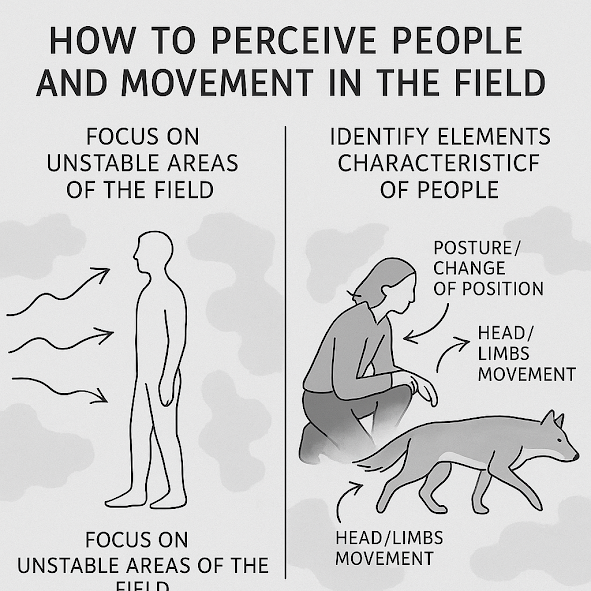 HOW TO PERCEIVE PEOPLE
AND MOVEMENT IN THE FIELD
FOCUS ON
UNSTABLE AREAS
OF THE FIELD
FOCUS ON
UNSTABLE AREAS OF THE
FIELD
IDENTIFY ELEMENTS
CHARACTERISTICF
OF PEOPLE
POSTURE/
CHANGE
OF POSITION
HEAD/
LIMBS
MOVEMENT
HEAD/LIMBS
MOVEMENT